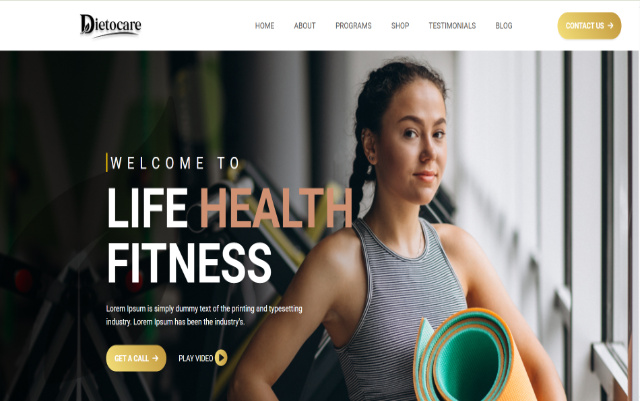 Dietocare
HOME ABOUT PROGRAMS SHOP TESTIMONIALS BLOG
CONTACT US →
WELCOME TO
LIFE HEALTH
FITNESS
Lorem Ipsum is simply dummy text of the printing and typesetting
industry. Lorem Ipsum has been the industry's.
GET A CALL → PLAY VIDEO